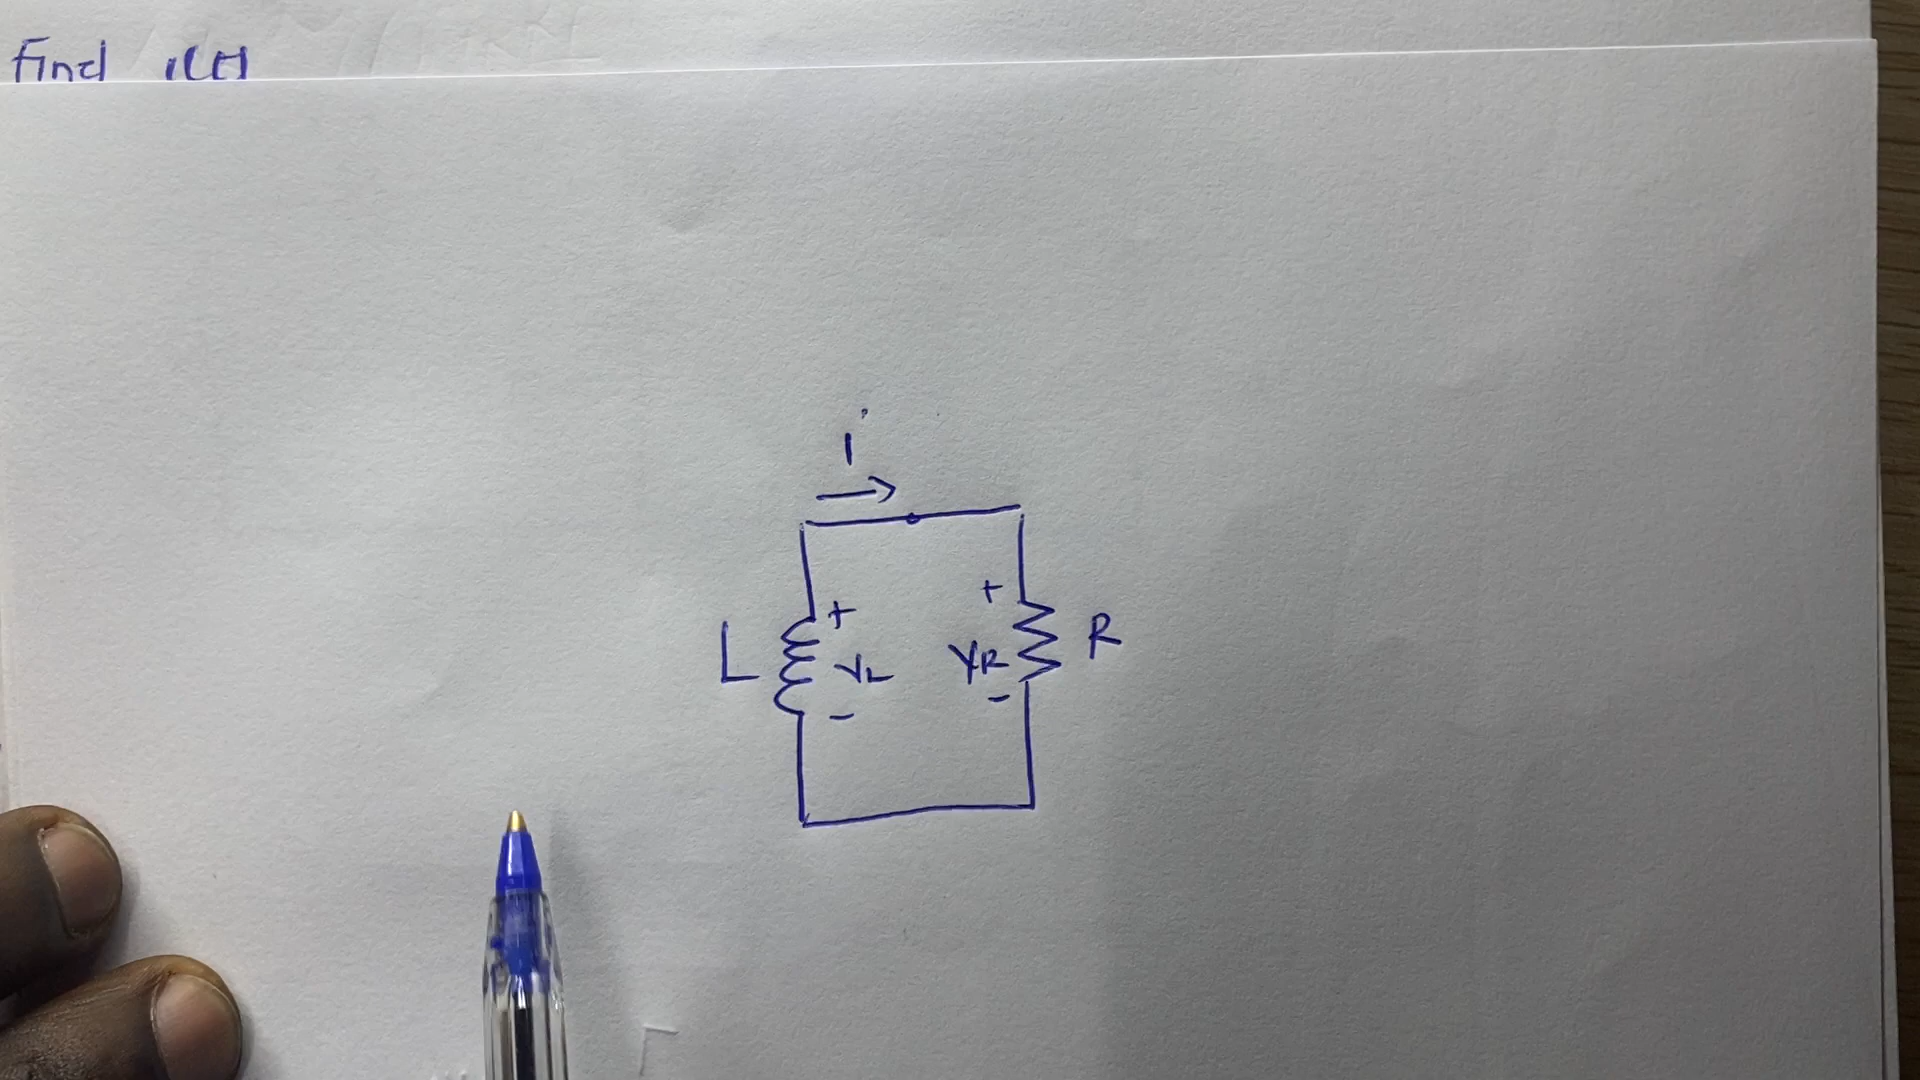 Find i(t)
i
+ +
L VL VR R
- -